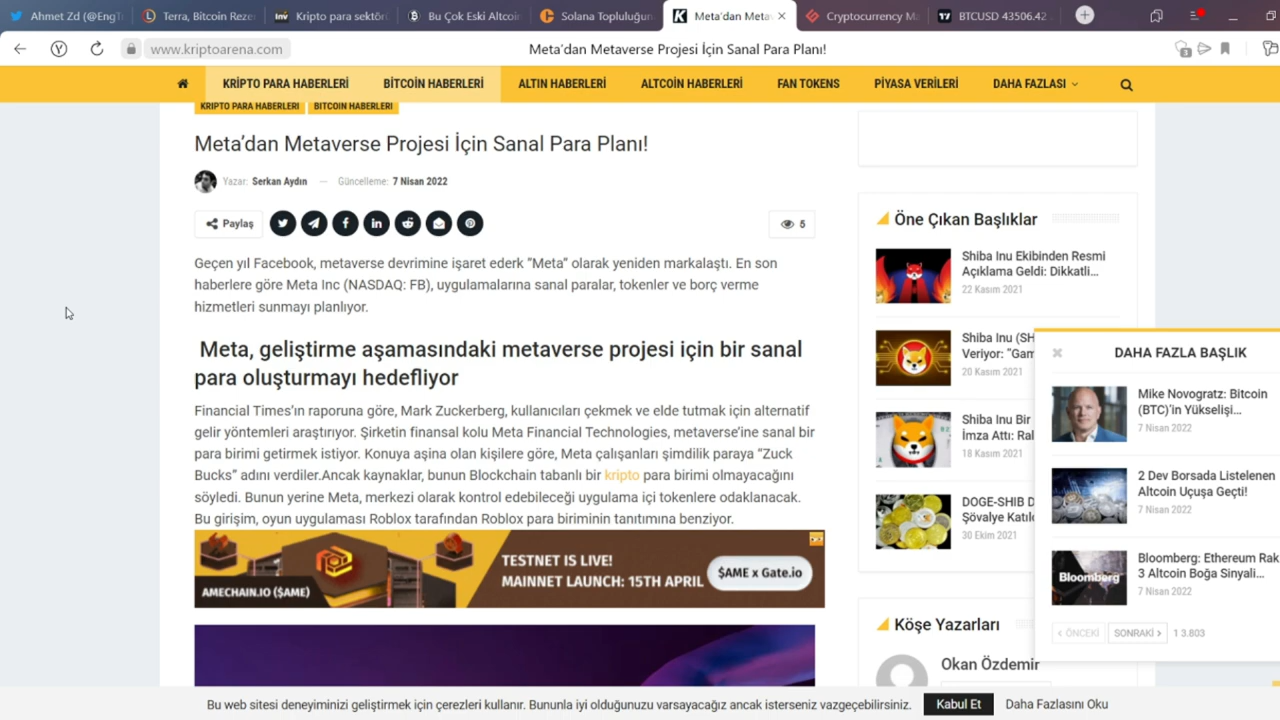 Ahmet Zd (@EngT
Terra, Bitcoin Reze
Kripto para sektörü
Bu Çok Eski Altcoin
Solana Topluluğun
Meta'dan Meta
Cryptocurrency Ma
BTCUSD 43506.42
www.kriptoarena.com
Meta'dan Metaverse Projesi İçin Sanal Para Planı!
3
KRİPTO PARA HABERLERİ
BİTCOİN HABERLERİ
ALTIN HABERLERİ
ALTCOİN HABERLERİ
FAN TOKENS
PİYASA VERİLERİ
DAHA FAZLASI
KRİPTO PARA HABERLERİ
BİTCOİN HABERLERİ
Meta’dan Metaverse Projesi İçin Sanal Para Planı!
Yazar: Serkan Aydın — Güncelleme: 7 Nisan 2022
Paylaş
5
Geçen yıl Facebook, metaverse devrimine işaret ederk “Meta” olarak yeniden markalaştı. En son
haberlere göre Meta Inc (NASDAQ: FB), uygulamalarına sanal paralar, tokenler ve borç verme
hizmetleri sunmayı planlıyor.
Meta, geliştirme aşamasındaki metaverse projesi için bir sanal
para oluşturmayı hedefliyor
Financial Times’ın raporuna göre, Mark Zuckerberg, kullanıcıları çekmek ve elde tutmak için alternatif
gelir yöntemleri araştırıyor. Şirketin finansal kolu Meta Financial Technologies, metaverse’ine sanal bir
para birimi getirmek istiyor. Konuya aşina olan kişilere göre, Meta çalışanları şimdilik paraya “Zuck
Bucks” adını verdiler.Ancak kaynaklar, bunun Blockchain tabanlı bir kripto para birimi olmayacağını
söyledi. Bunun yerine Meta, merkezi olarak kontrol edebileceği uygulama içi tokenlere odaklanacak.
Bu girişim, oyun uygulaması Roblox tarafından Roblox para biriminin tanıtımına benziyor.
AMECHAIN.IO ($AME)
TESTNET IS LIVE!
MAINNET LAUNCH: 15TH APRIL
$AME x Gate.io
Öne Çıkan Başlıklar
Shiba Inu Ekibinden Resmi
Açıklama Geldi: Dikkatli...
22 Kasım 2021
Shiba Inu (SH
Veriyor: “Gam
20 Kasım 2021
Shiba Inu Bir
İmza Attı: Ral
18 Kasım 2021
DOGE-SHIB D
Şövalye Katılc
30 Ekim 2021
Köşe Yazarları
Okan Özdemir
DAHA FAZLA BAŞLIK
Mike Novogratz: Bitcoin
(BTC)’in Yükselişi...
7 Nisan 2022
2 Dev Borsada Listelenen
Altcoin Uçuşa Geçti!
7 Nisan 2022
Bloomberg
Bloomberg: Ethereum Rak
3 Altcoin Boğa Sinyali...
7 Nisan 2022
ÖNCEKİ
SONRAKİ
1 3.803
Bu web sitesi deneyiminizi geliştirmek için çerezleri kullanır. Bununla iyi olduğunuzu varsayacağız ancak isterseniz vazgeçebilirsiniz.
Kabul Et
Daha Fazlasını Oku